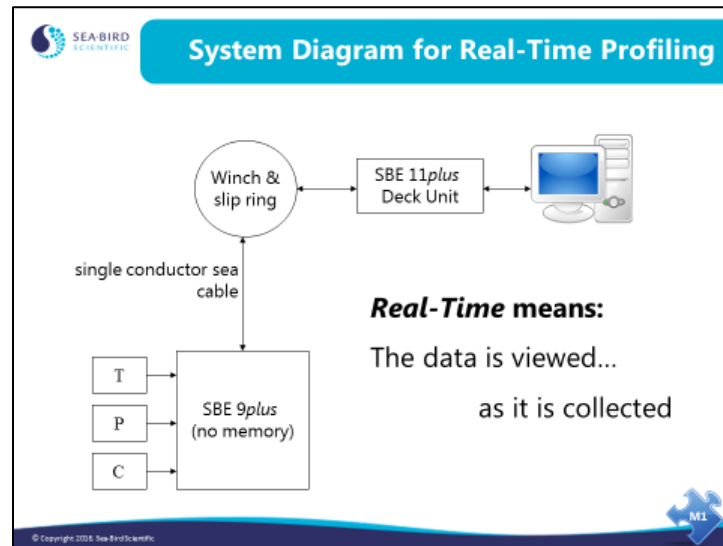 SEA·BIRD
SCIENTIFIC
System Diagram for Real-Time Profiling
Winch &
slip ring
SBE 11plus
Deck Unit
single conductor sea
cable
Real-Time means:
The data is viewed...
as it is collected
T
P
C
SBE 9plus
(no memory)
M1
© Copyright 2016 Sea-Bird Scientific